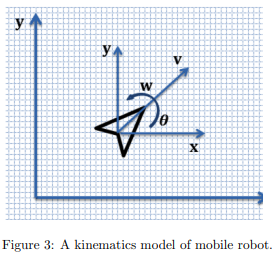 y
y
v
w
θ
x
Figure 3: A kinematics model of mobile robot.